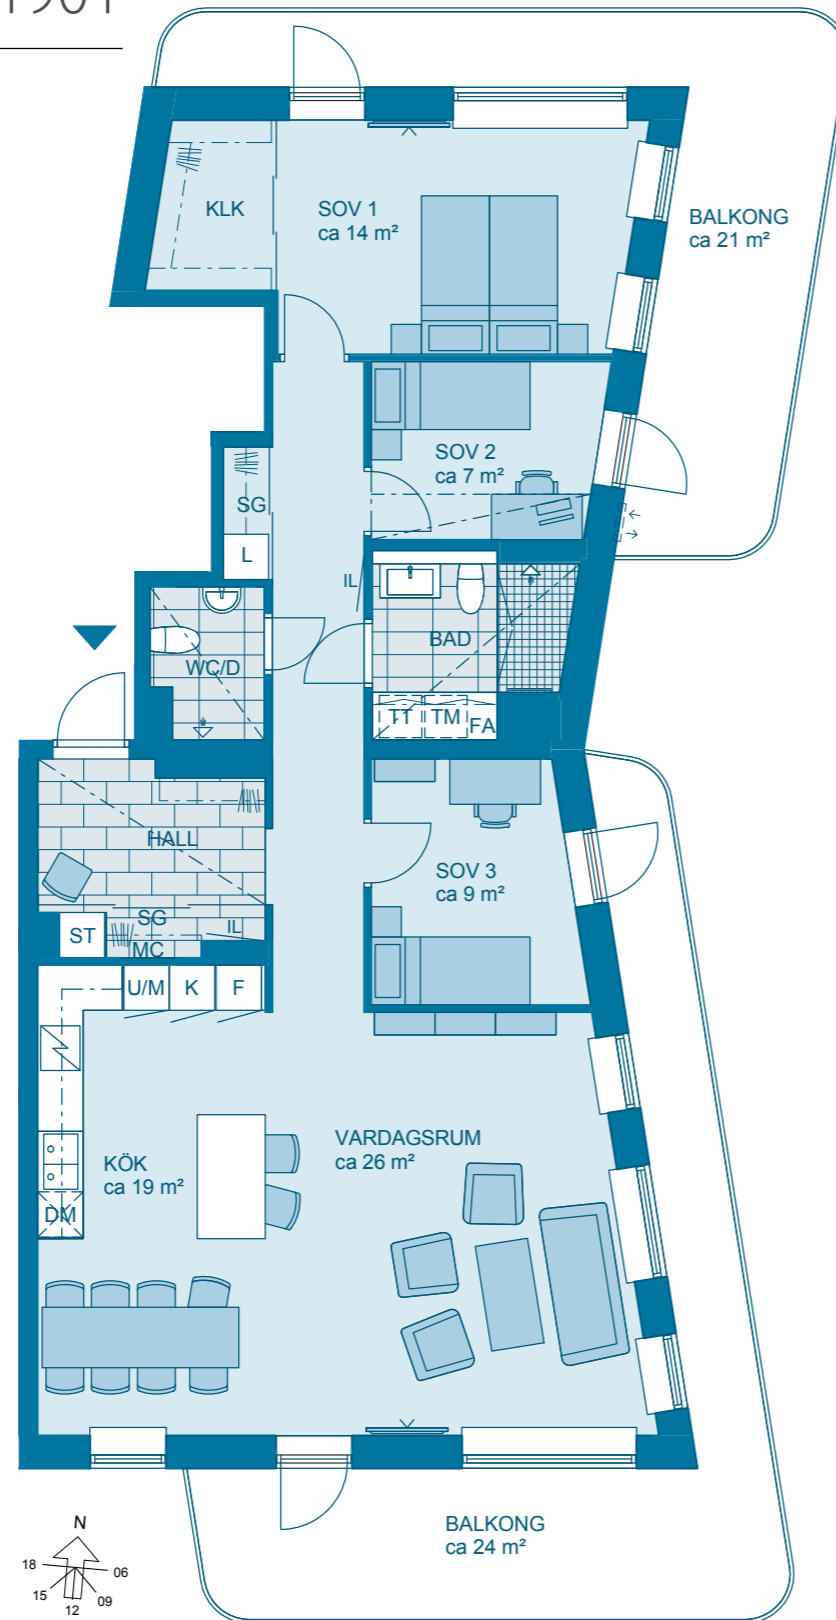 1901
KLK
SOV 1
ca 14 m²
BALKONG
ca 21 m²
SOV 2
ca 7 m²
SG
L
IL
BAD
WC/D
TT
TM
FA
HALL
SOV 3
ca 9 m²
SG
ST
IL
MC
U/M
K
F
VARDAGSRUM
ca 26 m²
KÖK
ca 19 m²
DM
BALKONG
ca 24 m²
N
18
06
15
09
12